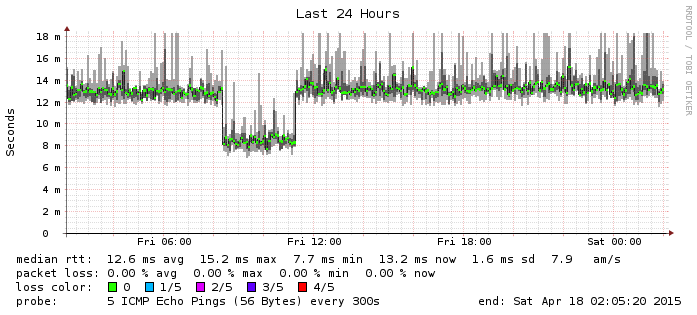 Last 24 Hours
RRDTOOL / TOBI OETIKER
Seconds
18 m
16 m
14 m
12 m
10 m
8 m
6 m
4 m
2 m
0
Fri 06:00 Fri 12:00 Fri 18:00 Sat 00:00
median rtt: 12.6 ms avg 15.2 ms max 7.7 ms min 13.2 ms now 1.6 ms sd 7.9 am/s
packet loss: 0.00 % avg 0.00 % max 0.00 % min 0.00 % now
loss color: 0 1/5 2/5 3/5 4/5
probe: 5 ICMP Echo Pings (56 Bytes) every 300s end: Sat Apr 18 02:05:20 2015